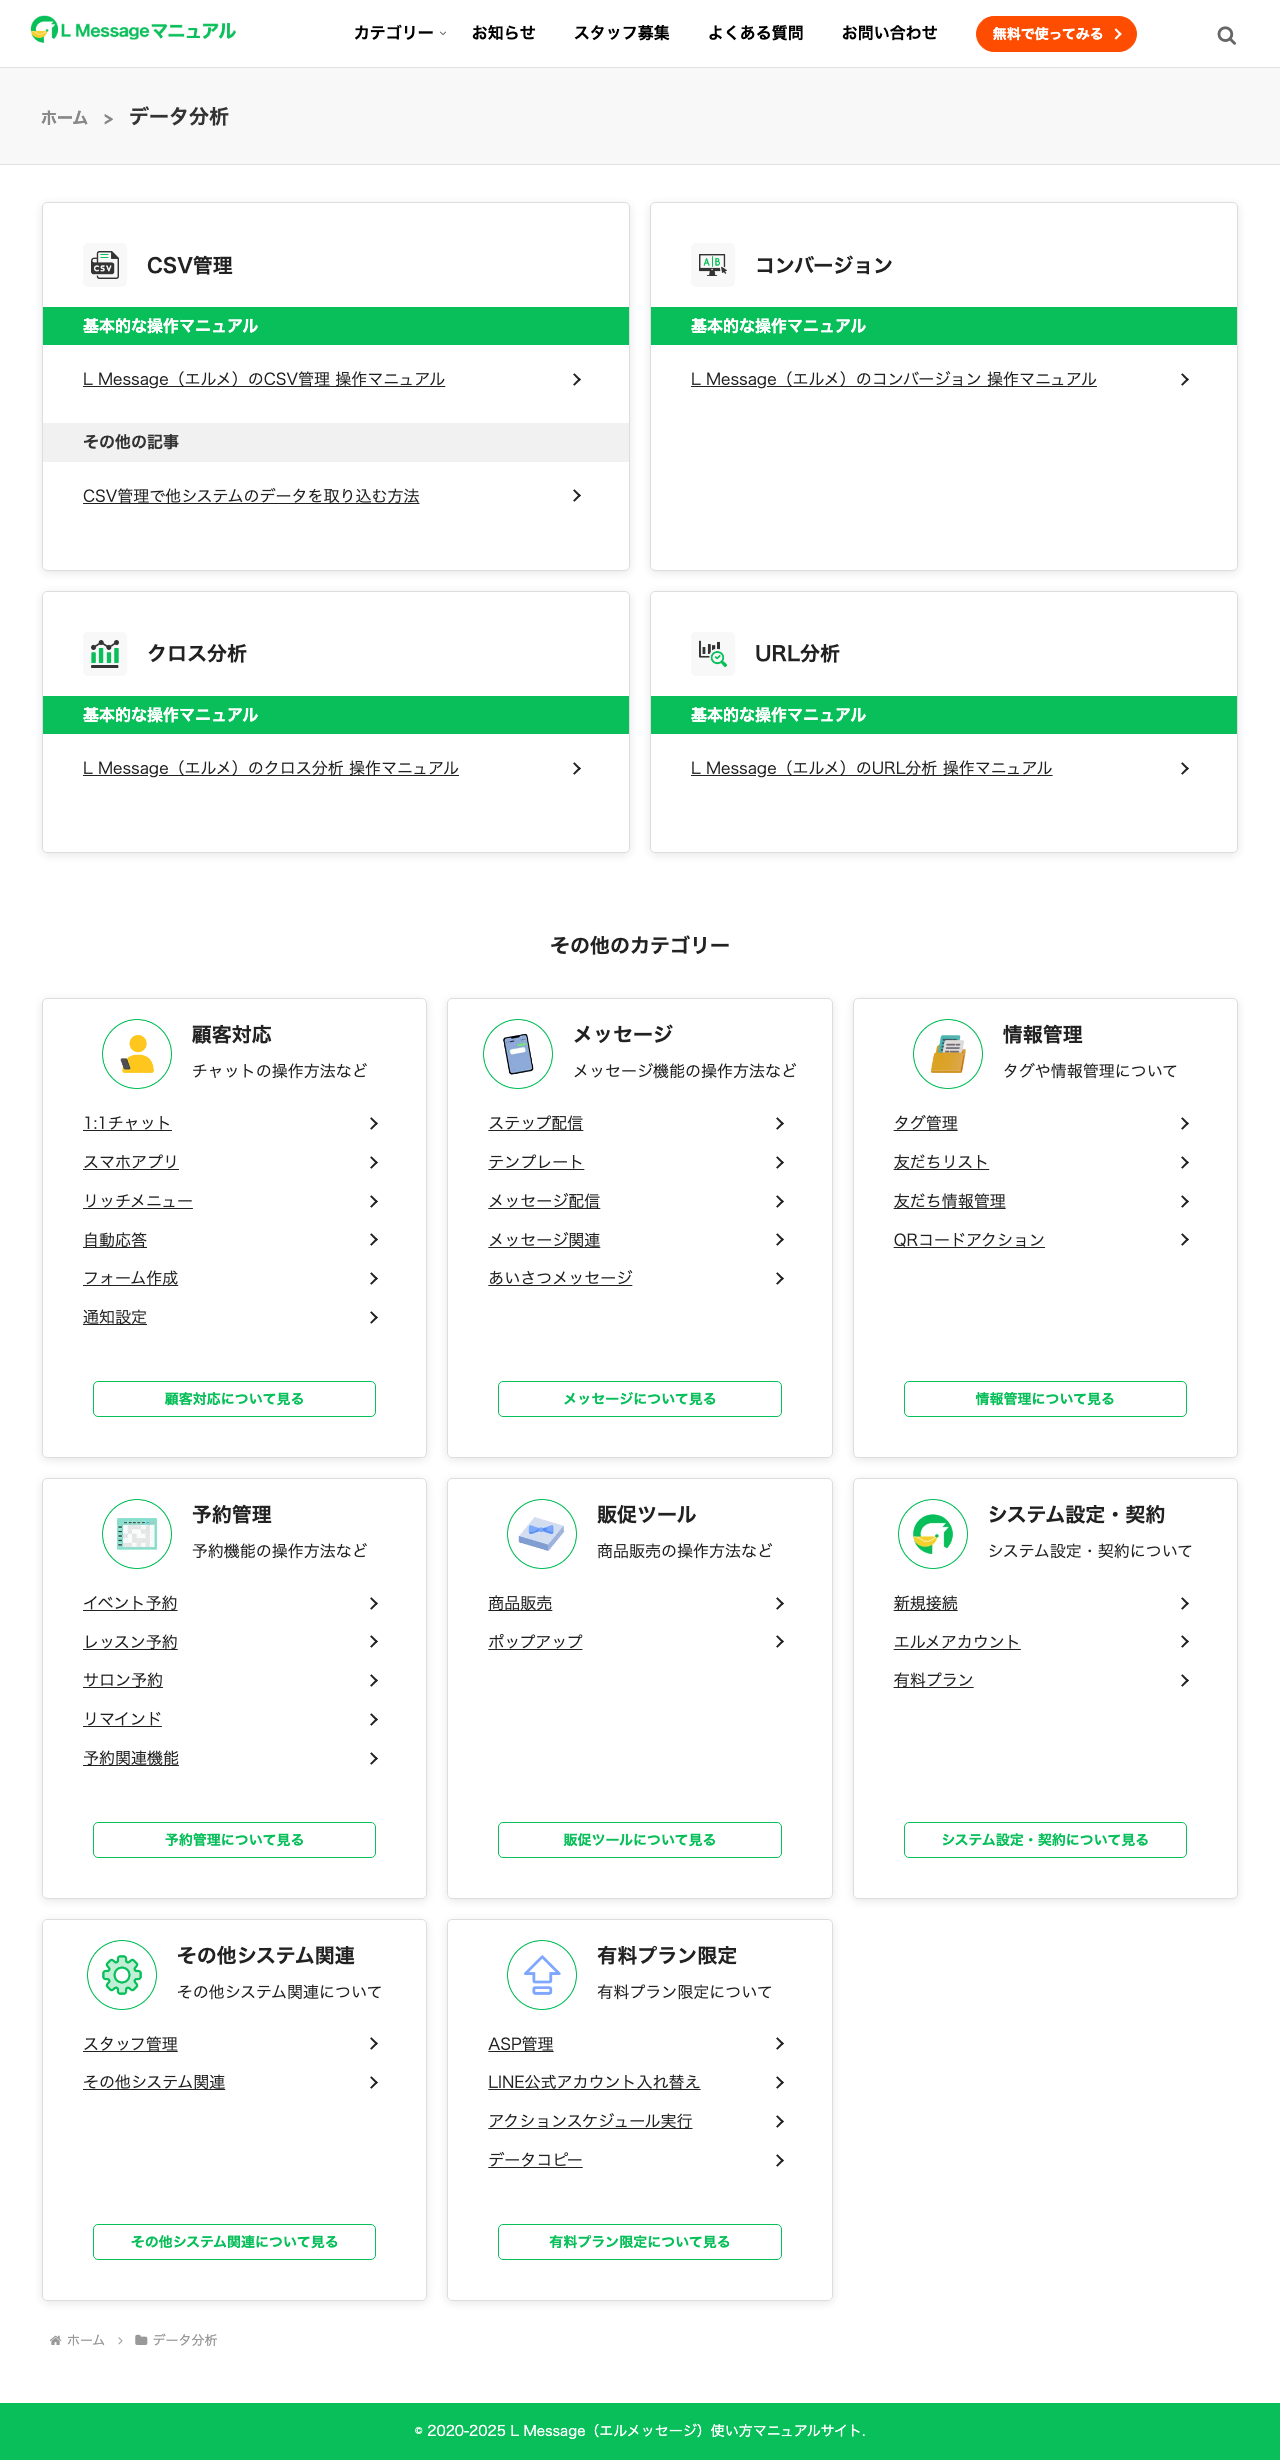 L Messageマニュアル
カテゴリー お知らせ スタッフ募集 よくある質問 お問い合わせ 無料で使ってみる
ホーム > データ分析
CSV
CSV管理
基本的な操作マニュアル
L Message（エルメ）のCSV管理 操作マニュアル
その他の記事
CSV管理で他システムのデータを取り込む方法
A B
コンバージョン
基本的な操作マニュアル
L Message（エルメ）のコンバージョン 操作マニュアル
クロス分析
基本的な操作マニュアル
L Message（エルメ）のクロス分析 操作マニュアル
URL分析
基本的な操作マニュアル
L Message（エルメ）のURL分析 操作マニュアル
その他のカテゴリー
顧客対応
チャットの操作方法など
1:1チャット
スマホアプリ
リッチメニュー
自動応答
フォーム作成
通知設定
顧客対応について見る
メッセージ
メッセージ機能の操作方法など
ステップ配信
テンプレート
メッセージ配信
メッセージ関連
あいさつメッセージ
メッセージについて見る
情報管理
タグや情報管理について
タグ管理
友だちリスト
友だち情報管理
QRコードアクション
情報管理について見る
予約管理
予約機能の操作方法など
イベント予約
レッスン予約
サロン予約
リマインド
予約関連機能
予約管理について見る
販促ツール
商品販売の操作方法など
商品販売
ポップアップ
販促ツールについて見る
システム設定・契約
システム設定・契約について
新規接続
エルメアカウント
有料プラン
システム設定・契約について見る
その他システム関連
その他システム関連について
スタッフ管理
その他システム関連
その他システム関連について見る
有料プラン限定
有料プラン限定について
ASP管理
LINE公式アカウント入れ替え
アクションスケジュール実行
データコピー
有料プラン限定について見る
ホーム データ分析
© 2020-2025 L Message（エルメッセージ）使い方マニュアルサイト.